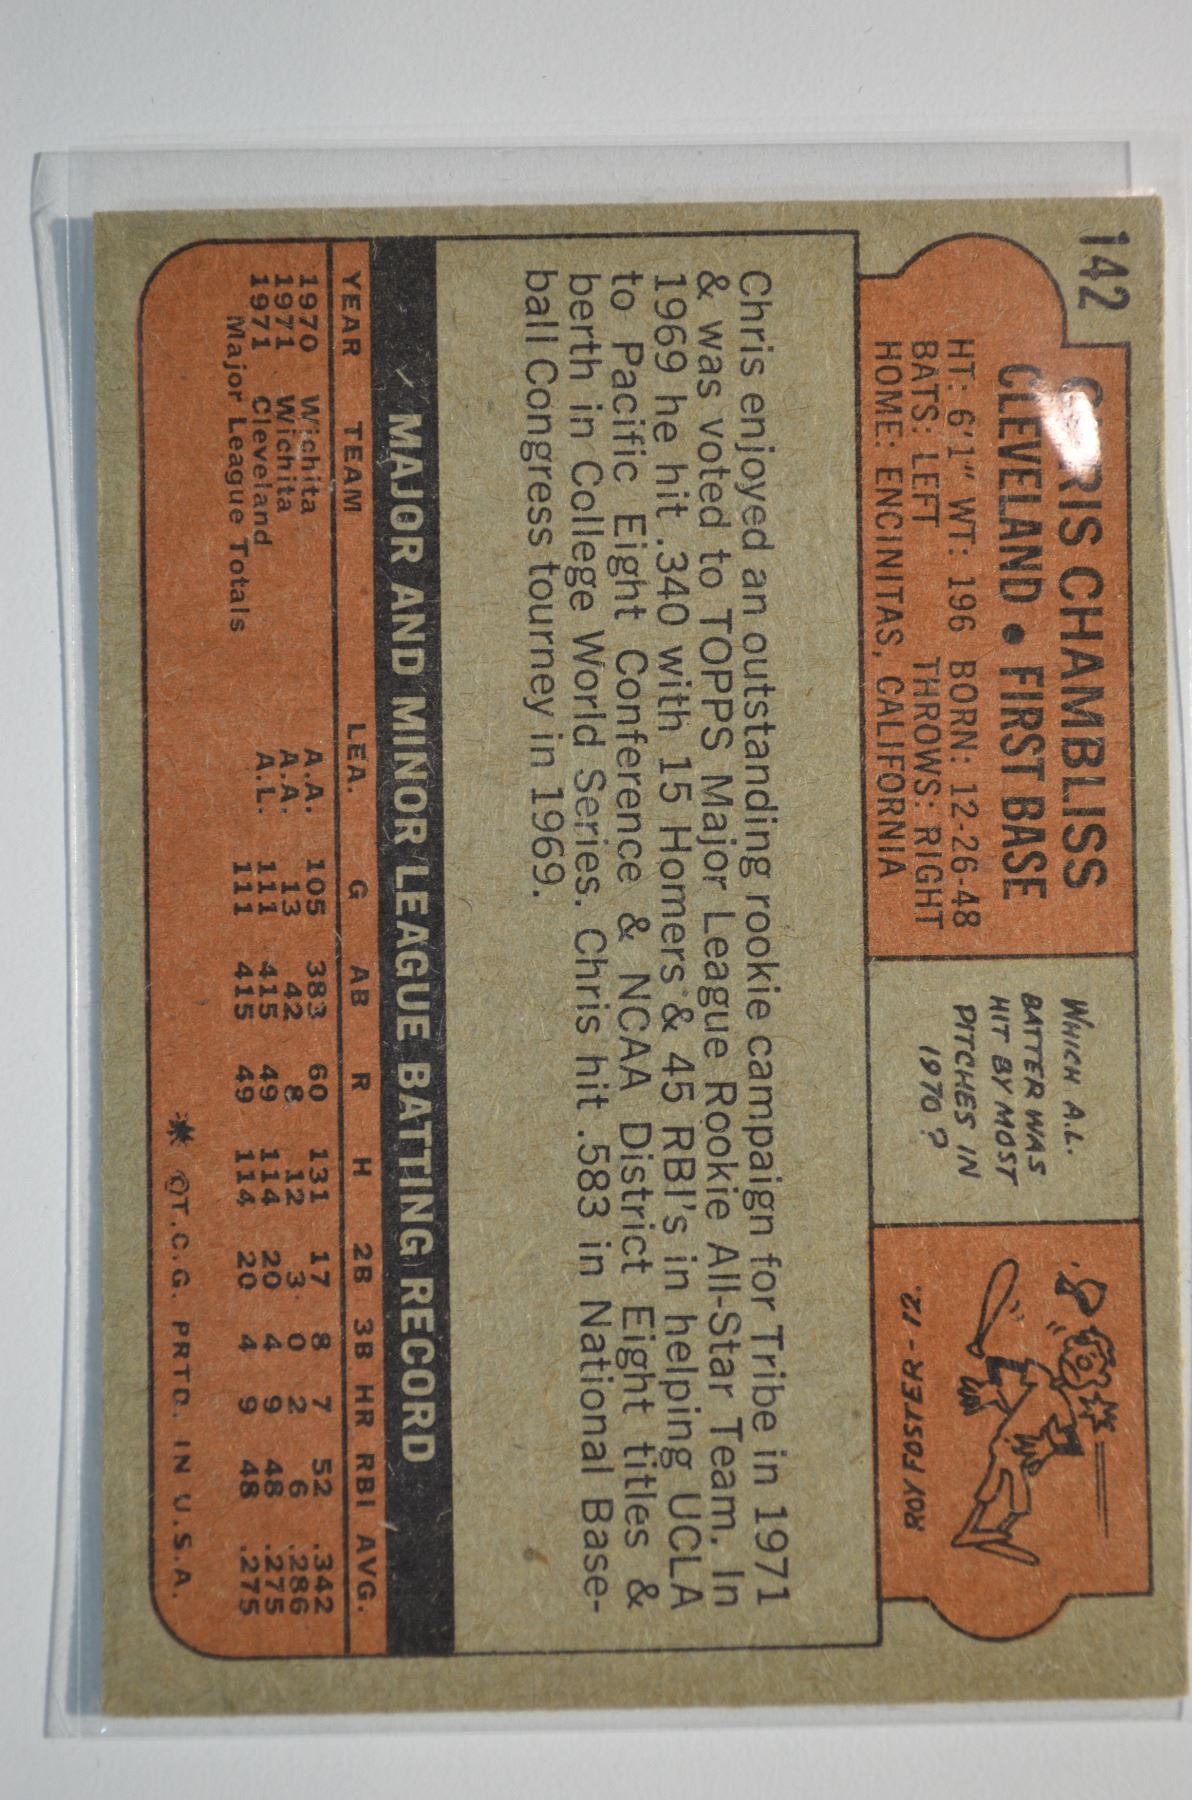 142
CHRIS CHAMBLISS
CLEVELAND • FIRST BASE
HT: 6'1" WT: 196 BORN: 12-26-48
BATS: LEFT THROWS: RIGHT
HOME: ENCINITAS, CALIFORNIA
WHICH A.L.
BATTER WAS
HIT BY MOST
PITCHES IN
1970?
ROY FOSTER - 12.
Chris enjoyed an outstanding rookie campaign for Tribe in 1971
& was voted to TOPPS Major League Rookie All-Star Team. In
1969 he hit .340 with 15 Homers & 45 RBI's in helping UCLA
to Pacific Eight Conference & NCAA District Eight titles &
berth in College World Series. Chris hit .583 in National Base-
ball Congress tourney in 1969.
MAJOR AND MINOR LEAGUE BATTING RECORD
YEAR TEAM LEA. G AB R H 2B 3B HR RBI AVG.
1970 Wichita A.A. 105 383 60 131 17 8 7 52 .342
1971 Wichita A.A. 13 42 8 12 3 0 2 6 .286
1971 Cleveland A.L. 111 415 49 114 20 4 9 48 .275
Major League Totals 111 415 49 114 20 4 9 48 .275
* ©T.C.G. PRTD. IN U.S.A.